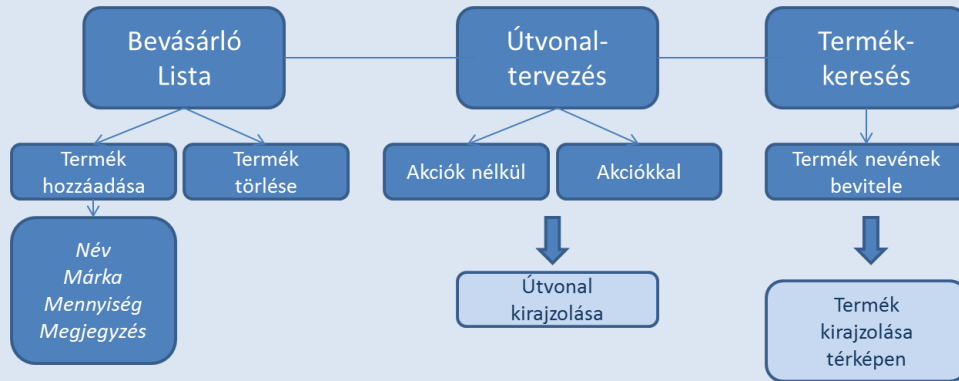 Bevásárló
Lista
Útvonal-
tervezés
Termék-
keresés
Termék
hozzáadása
Termék
törlése
Akciók nélkül
Akciókkal
Termék nevének
bevitele
Név
Márka
Mennyiség
Megjegyzés
Útvonal
kirajzolása
Termék
kirajzolása
térképen